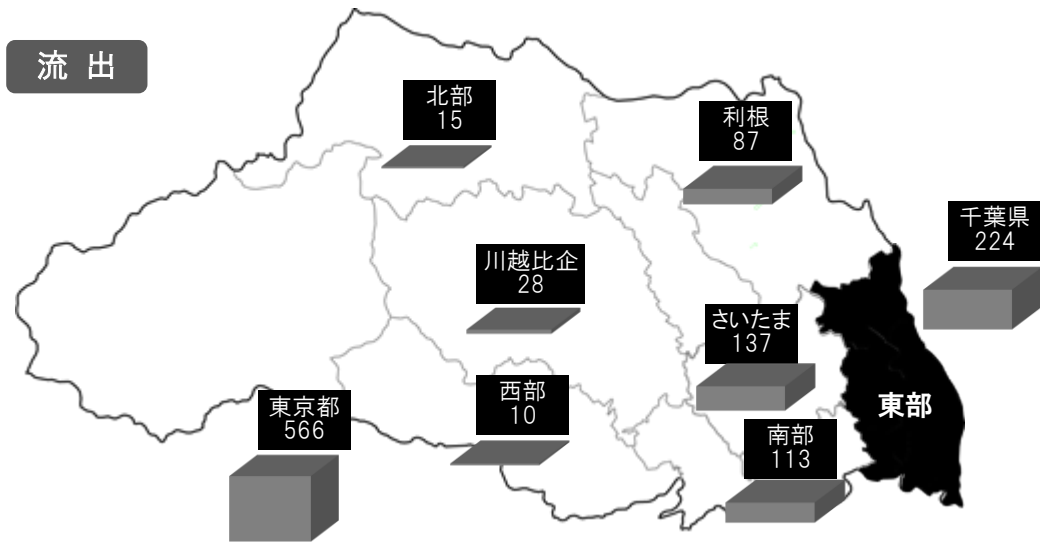 流出
北部
15
利根
87
千葉県
224
川越比企
28
さいたま
137
東京都
566
西部
10
東部
南部
113